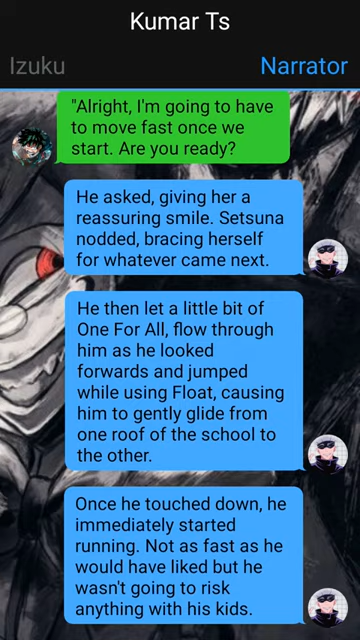 Kumar Ts
Izuku
Narrator
"Alright, I'm going to have
to move fast once we
start. Are you ready?
He asked, giving her a
reassuring smile. Setsuna
nodded, bracing herself
for whatever came next.
He then let a little bit of
One For All, flow through
him as he looked
forwards and jumped
while using Float, causing
him to gently glide from
one roof of the school to
the other.
Once he touched down, he
immediately started
running. Not as fast as he
would have liked but he
wasn't going to risk
anything with his kids.